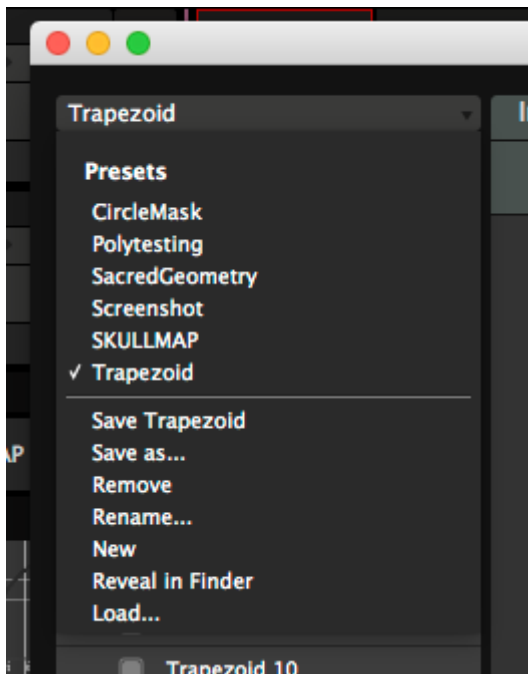 Trapezoid
Presets
CircleMask
Polytesting
SacredGeometry
Screenshot
SKULLMAP
✓ Trapezoid
Save Trapezoid
Save as...
AP
Remove
Rename...
New
Reveal in Finder
Load...
Trapezoid 10